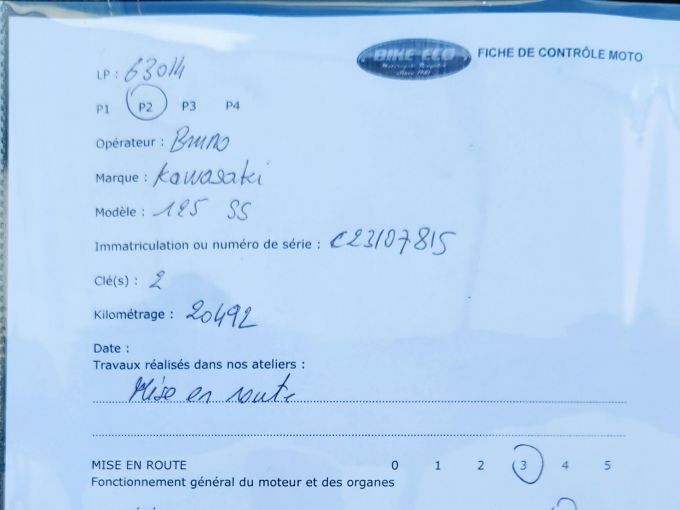 BIKE ECO
FICHE DE CONTRÔLE MOTO
LP : 63014
P1 P2 P3 P4
Opérateur : Bruno
Marque : Kawasaki
Modèle : 125 SS
Immatriculation ou numéro de série : C23107815
Clé(s) : 2
Kilométrage : 20492
Date :
Travaux réalisés dans nos ateliers :
Mise en route
MISE EN ROUTE 0 1 2 3 4 5
Fonctionnement général du moteur et des organes